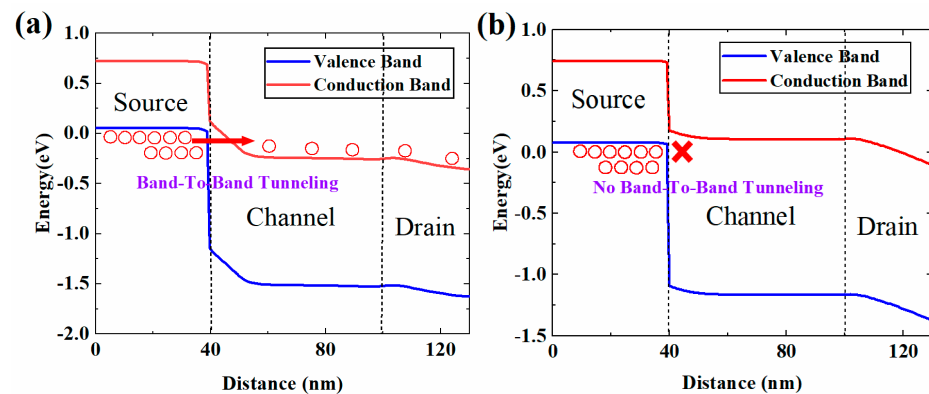 (a)
1.0
0.5
0.0
-0.5
-1.0
-1.5
-2.0
Energy(eV)
Valence Band
Conduction Band
Source
Band-To-Band Tunneling
Channel
Drain
0
40
80
120
Distance (nm)
(b)
1.0
0.5
0.0
-0.5
-1.0
-1.5
Energy(eV)
Valence Band
Conduction Band
Source
No Band-To-Band Tunneling
Channel
Drain
0
40
80
120
Distance (nm)